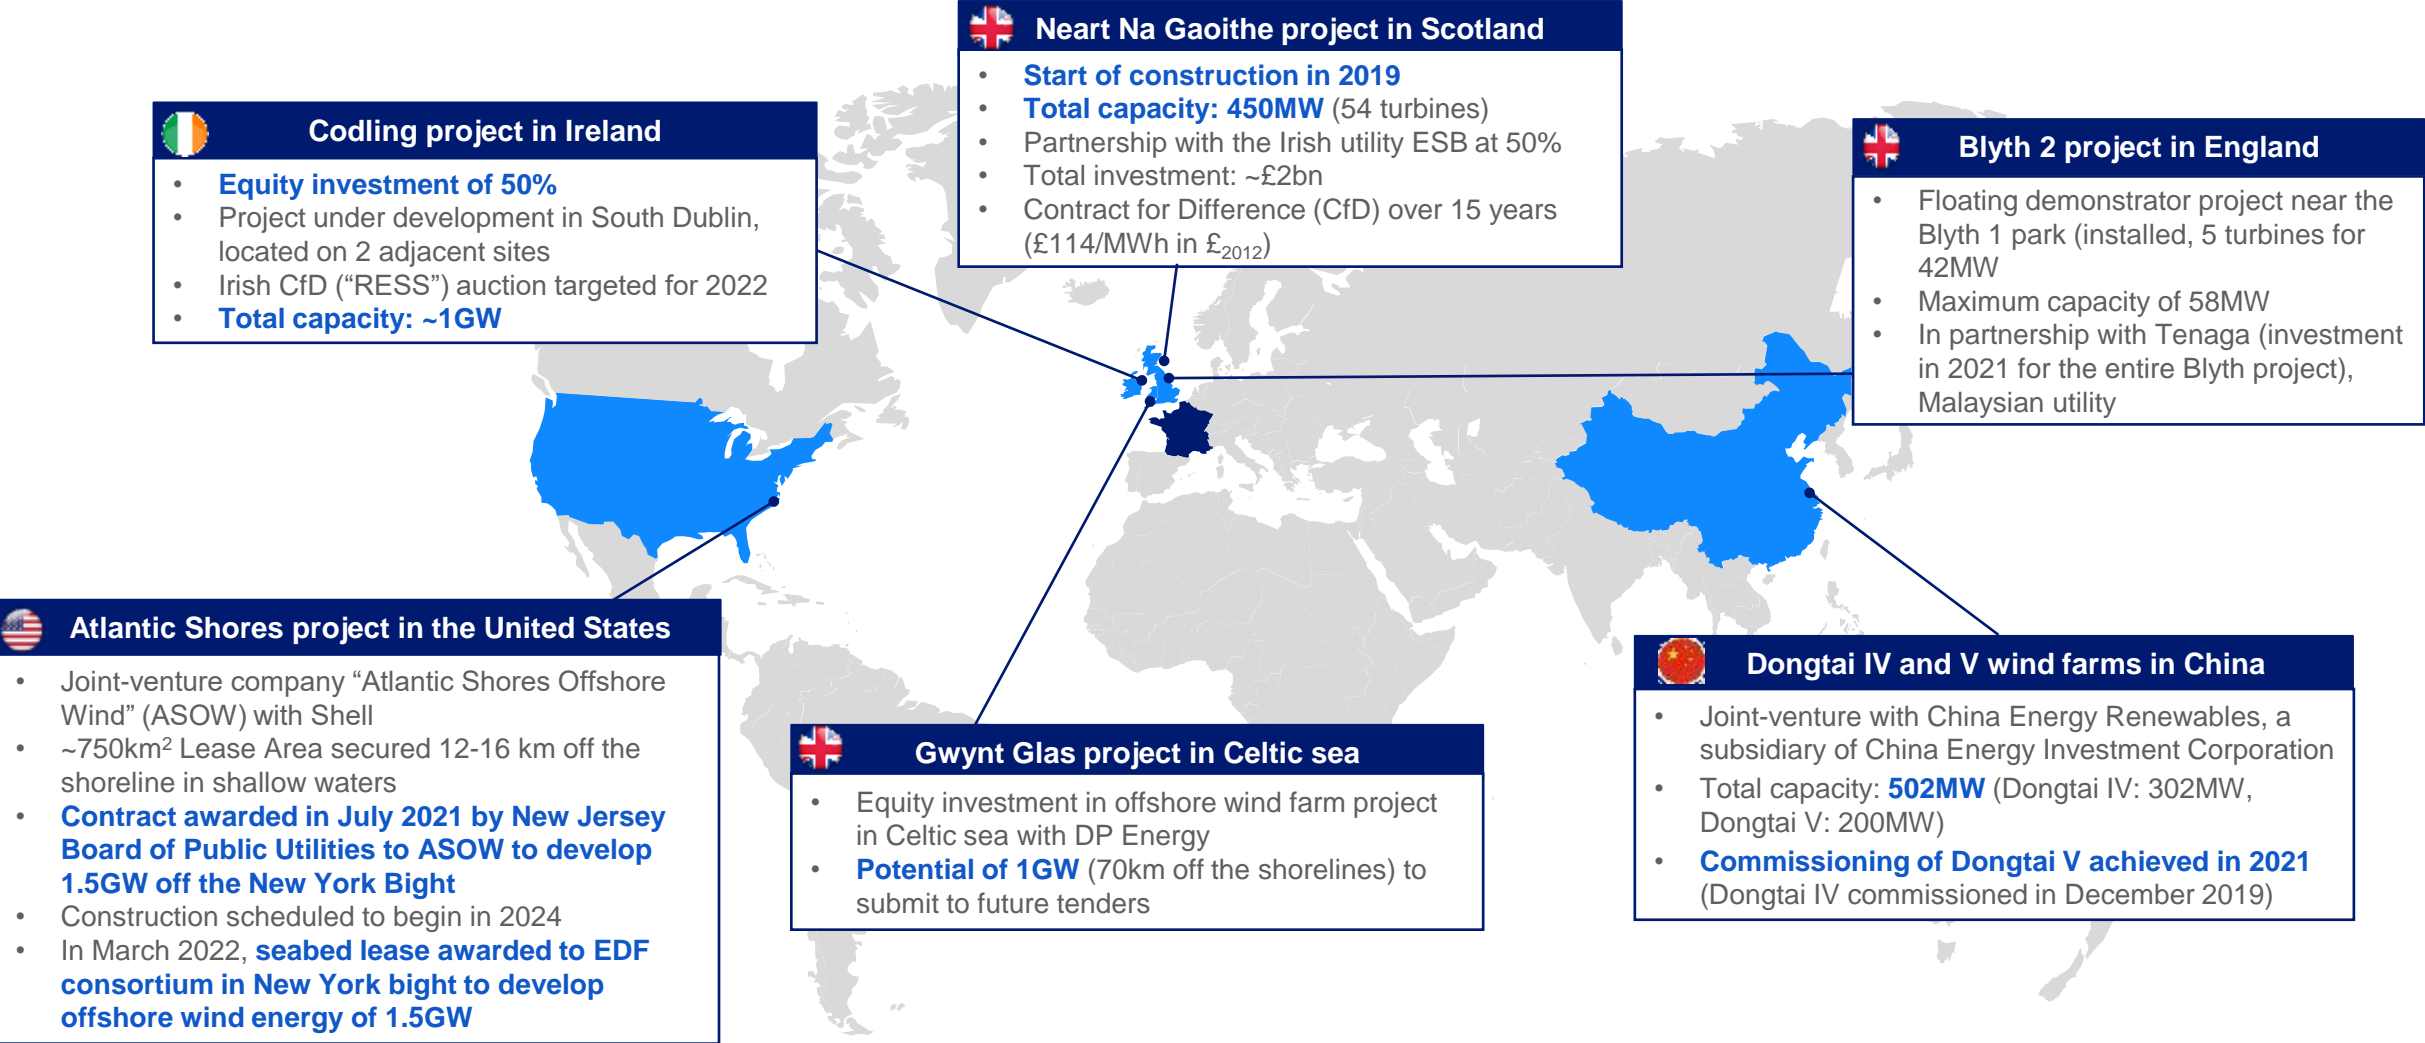 Neart Na Gaoithe project in Scotland
• Start of construction in 2019
• Total capacity: 450MW (54 turbines)
• Partnership with the Irish utility ESB at 50%
• Total investment: ~£2bn
• Contract for Difference (CfD) over 15 years
(£114/MWh in £2012)
Codling project in Ireland
• Equity investment of 50%
• Project under development in South Dublin,
located on 2 adjacent sites
• Irish CfD (“RESS”) auction targeted for 2022
• Total capacity: ~1GW
Blyth 2 project in England
• Floating demonstrator project near the
Blyth 1 park (installed, 5 turbines for
42MW
• Maximum capacity of 58MW
• In partnership with Tenaga (investment
in 2021 for the entire Blyth project),
Malaysian utility
Atlantic Shores project in the United States
• Joint-venture company “Atlantic Shores Offshore
Wind” (ASOW) with Shell
• ~750km² Lease Area secured 12-16 km off the
shoreline in shallow waters
• Contract awarded in July 2021 by New Jersey
Board of Public Utilities to ASOW to develop
1.5GW off the New York Bight
• Construction scheduled to begin in 2024
• In March 2022, seabed lease awarded to EDF
consortium in New York bight to develop
offshore wind energy of 1.5GW
Gwynt Glas project in Celtic sea
• Equity investment in offshore wind farm project
in Celtic sea with DP Energy
• Potential of 1GW (70km off the shorelines) to
submit to future tenders
Dongtai IV and V wind farms in China
• Joint-venture with China Energy Renewables, a
subsidiary of China Energy Investment Corporation
• Total capacity: 502MW (Dongtai IV: 302MW,
Dongtai V: 200MW)
• Commissioning of Dongtai V achieved in 2021
(Dongtai IV commissioned in December 2019)